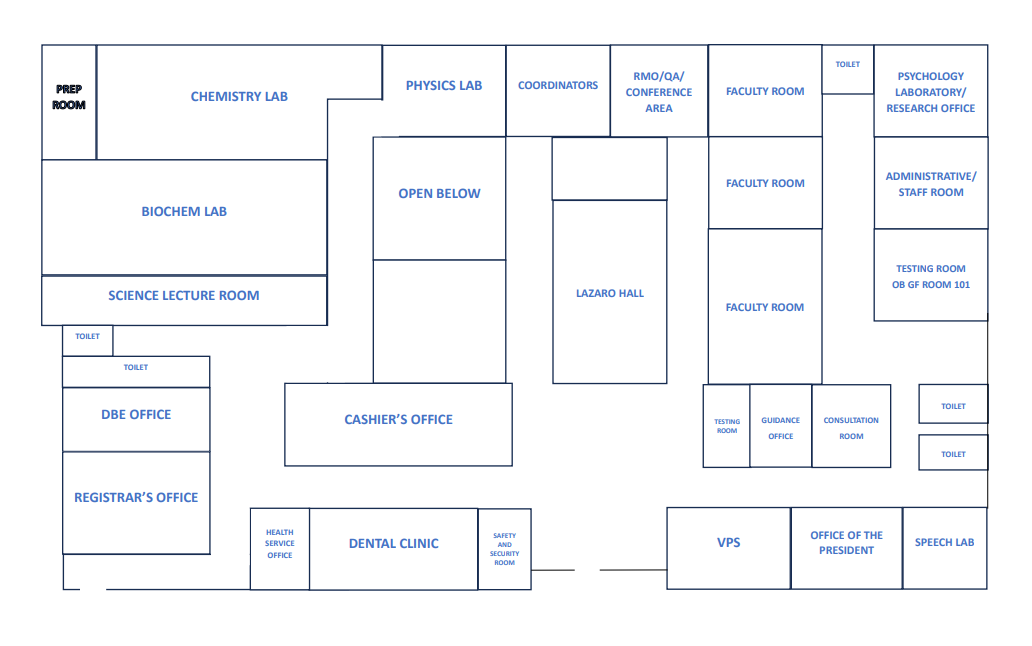 PREP
ROOM
CHEMISTRY LAB
PHYSICS LAB
COORDINATORS
RMO/QA/
CONFERENCE
AREA
FACULTY ROOM
TOILET
PSYCHOLOGY
LABORATORY/
RESEARCH OFFICE
BIOCHEM LAB
OPEN BELOW
FACULTY ROOM
ADMINISTRATIVE/
STAFF ROOM
SCIENCE LECTURE ROOM
LAZARO HALL
FACULTY ROOM
TESTING ROOM
OB GF ROOM 101
TOILET
TOILET
DBE OFFICE
CASHIER’S OFFICE
TESTING
ROOM
GUIDANCE
OFFICE
CONSULTATION
ROOM
TOILET
TOILET
REGISTRAR’S OFFICE
HEALTH
SERVICE
OFFICE
DENTAL CLINIC
SAFETY
AND
SECURITY
ROOM
VPS
OFFICE OF THE
PRESIDENT
SPEECH LAB